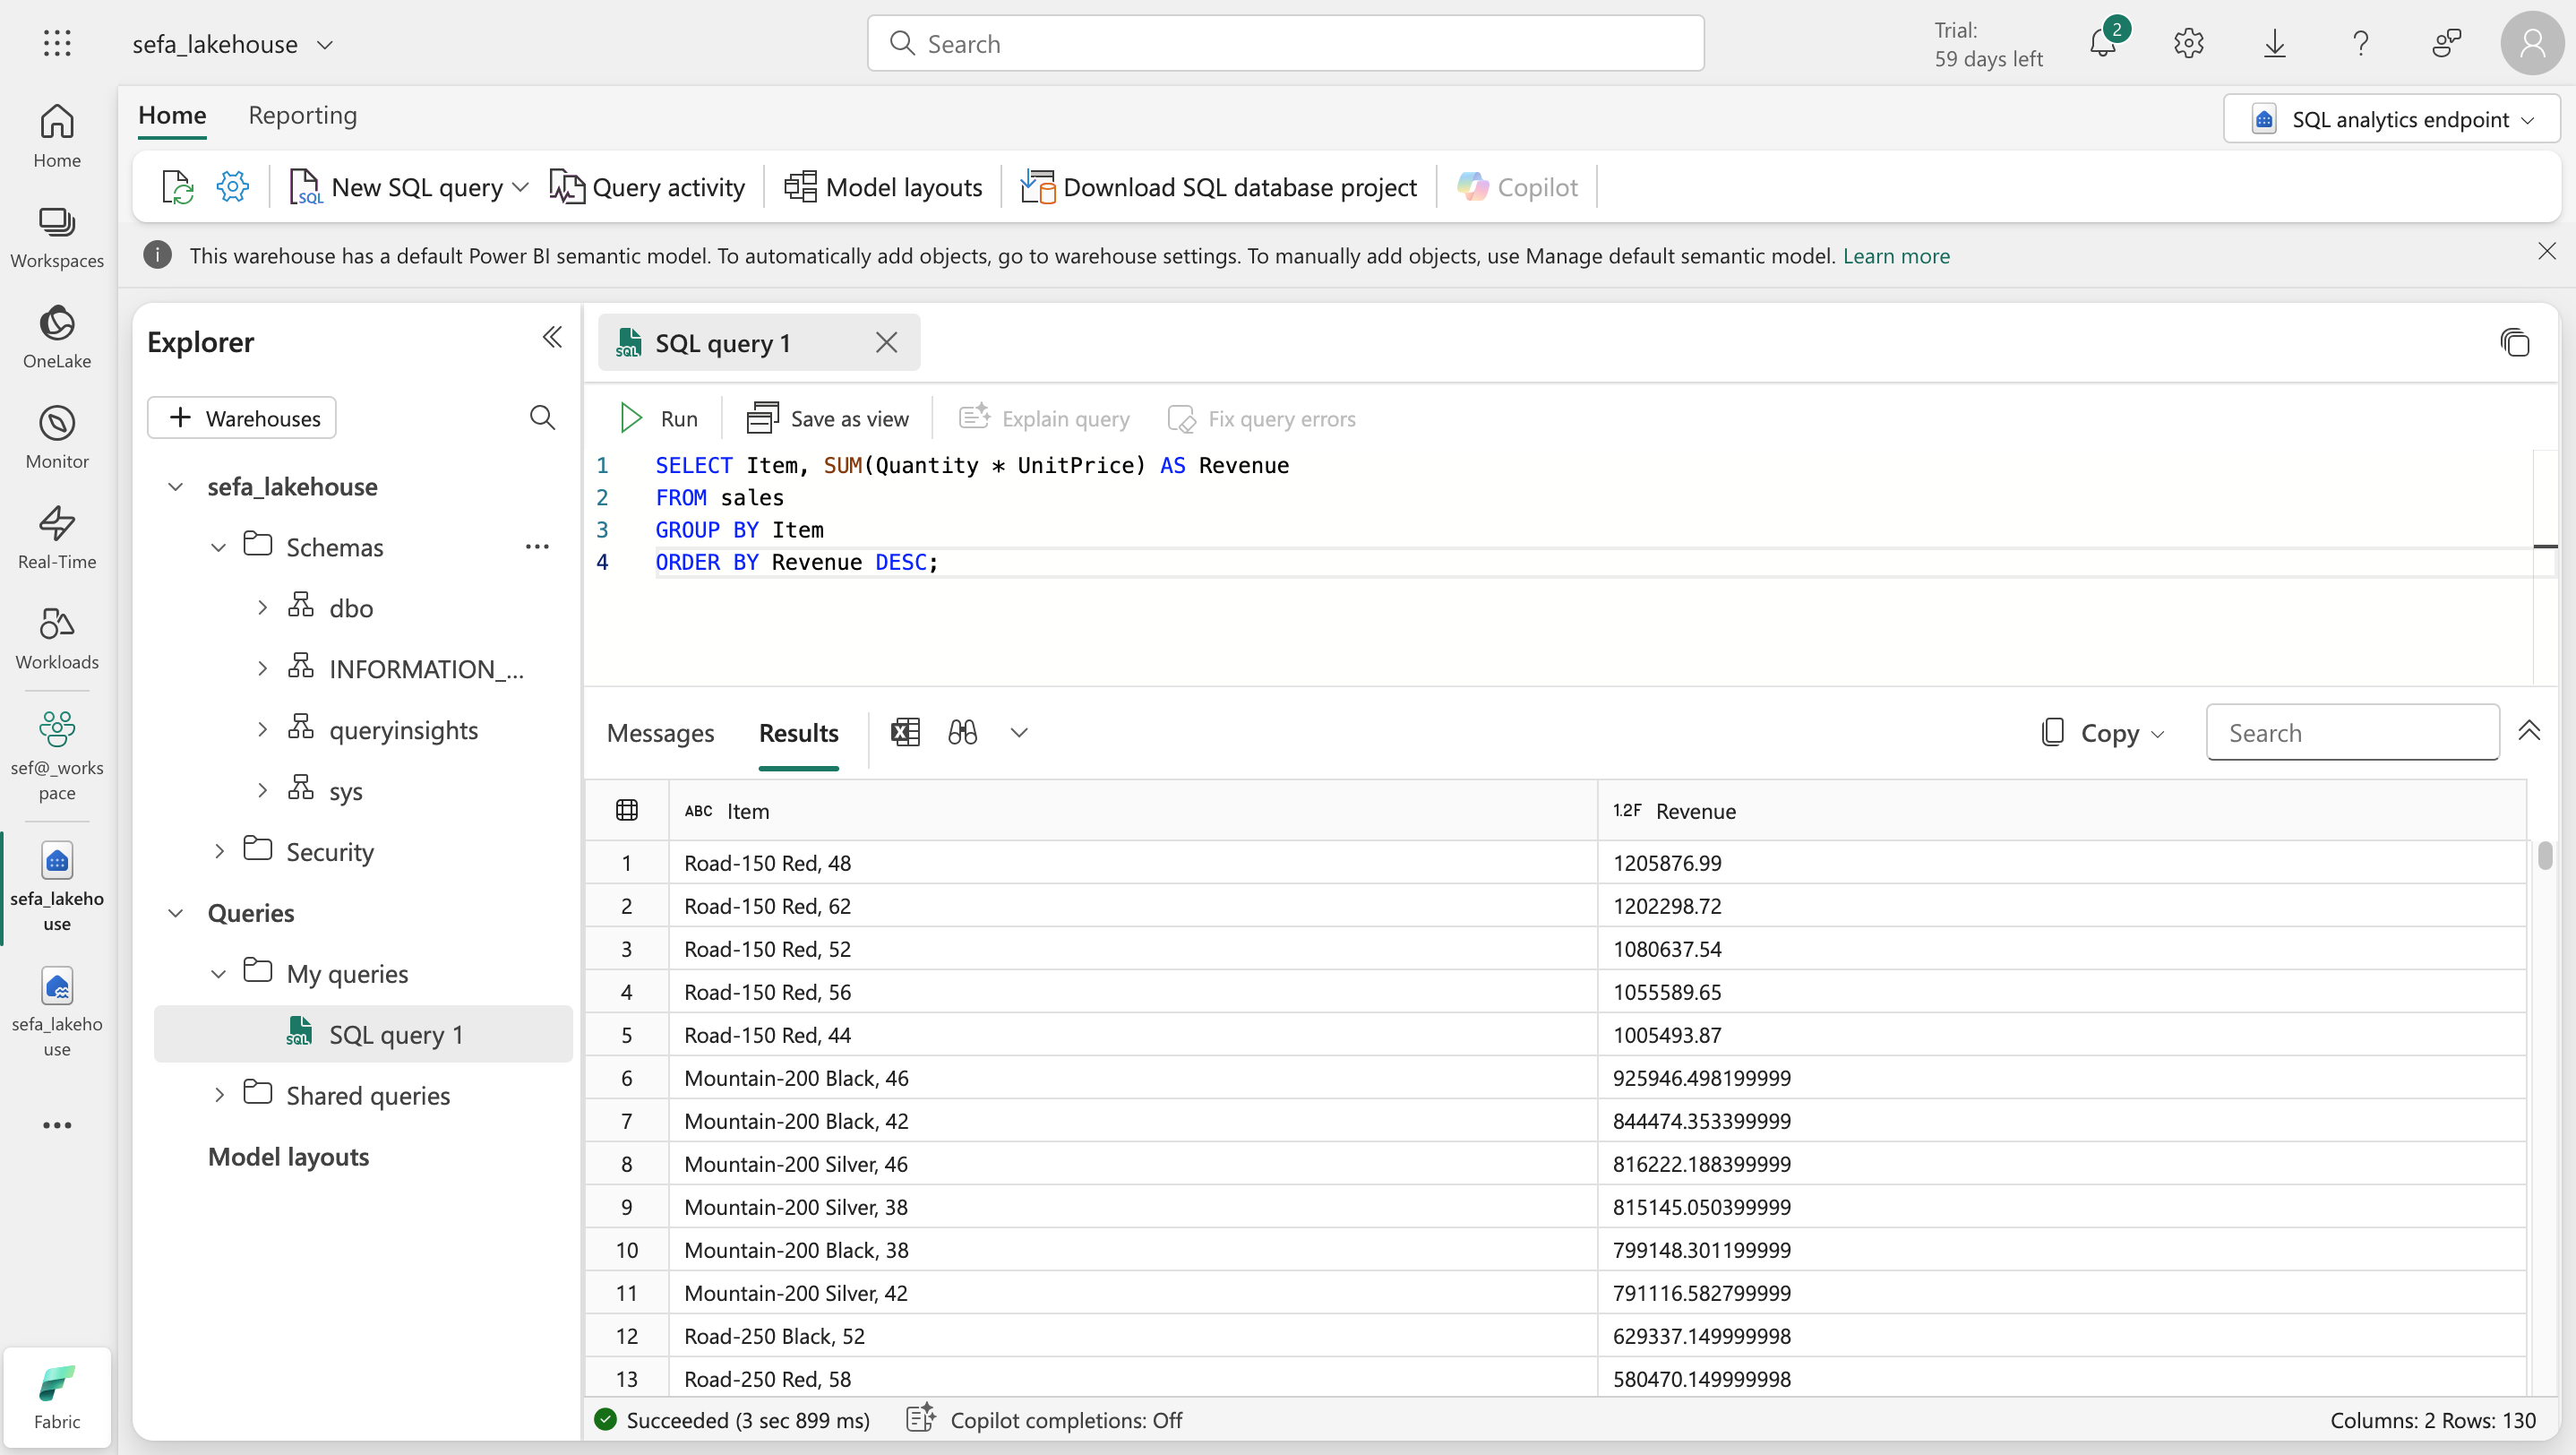 sefa_lakehouse
Search
Trial:
59 days left
2
Home
Reporting
SQL analytics endpoint
New SQL query
Query activity
Model layouts
Download SQL database project
Copilot
This warehouse has a default Power BI semantic model. To automatically add objects, go to warehouse settings. To manually add objects, use Manage default semantic model. Learn more
Home
Workspaces
OneLake
Monitor
Real-Time
Workloads
sef@_works
pace
sefa_lakeho
use
sefa_lakeho
use
Fabric
Explorer
Warehouses
sefa_lakehouse
Schemas
dbo
INFORMATION_...
queryinsights
sys
Security
Queries
My queries
SQL query 1
Shared queries
Model layouts
SQL query 1
Run
Save as view
Explain query
Fix query errors
1 SELECT Item, SUM(Quantity * UnitPrice) AS Revenue
2 FROM sales
3 GROUP BY Item
4 ORDER BY Revenue DESC;
Messages
Results
Copy
Search
ABC Item 1.2F Revenue
1 Road-150 Red, 48 1205876.99
2 Road-150 Red, 62 1202298.72
3 Road-150 Red, 52 1080637.54
4 Road-150 Red, 56 1055589.65
5 Road-150 Red, 44 1005493.87
6 Mountain-200 Black, 46 925946.498199999
7 Mountain-200 Black, 42 844474.353399999
8 Mountain-200 Silver, 46 816222.188399999
9 Mountain-200 Silver, 38 815145.050399999
10 Mountain-200 Black, 38 799148.301199999
11 Mountain-200 Silver, 42 791116.582799999
12 Road-250 Black, 52 629337.149999998
13 Road-250 Red, 58 580470.149999998
Succeeded (3 sec 899 ms)
Copilot completions: Off
Columns: 2 Rows: 130